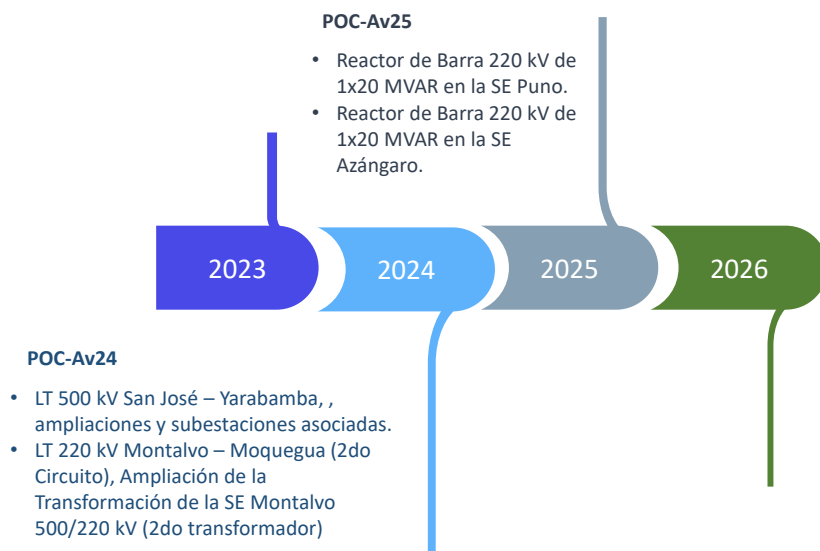 POC-Av25
• Reactor de Barra 220 kV de
1x20 MVAR en la SE Puno.
• Reactor de Barra 220 kV de
1x20 MVAR en la SE
Azángaro.
2023
2024
2025
2026
POC-Av24
• LT 500 kV San José – Yarabamba, ,
ampliaciones y subestaciones asociadas.
• LT 220 kV Montalvo – Moquegua (2do
Circuito), Ampliación de la
Transformación de la SE Montalvo
500/220 kV (2do transformador)